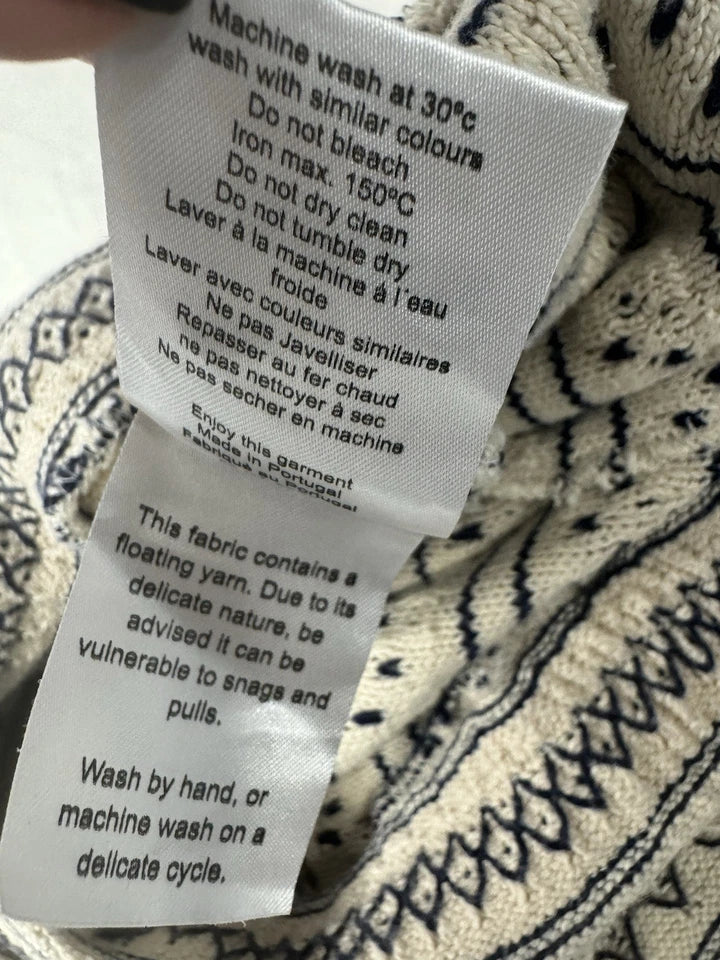 Machine wash at 30°c
wash with similar colours
Do not bleach
Iron max. 150°C
Do not dry clean
Do not tumble dry
Laver à la machine à l'eau
froide
Laver avec couleurs similaires
Ne pas Javelliser
Repasser au fer chaud
ne pas nettoyer à sec
Ne pas secher en machine
Enjoy this garment
Made in Portugal
Fabriqué au Portugal
This fabric contains a
floating yarn. Due to its
delicate nature, be
advised it can be
vulnerable to snags and
pulls.
Wash by hand, or
machine wash on a
delicate cycle.